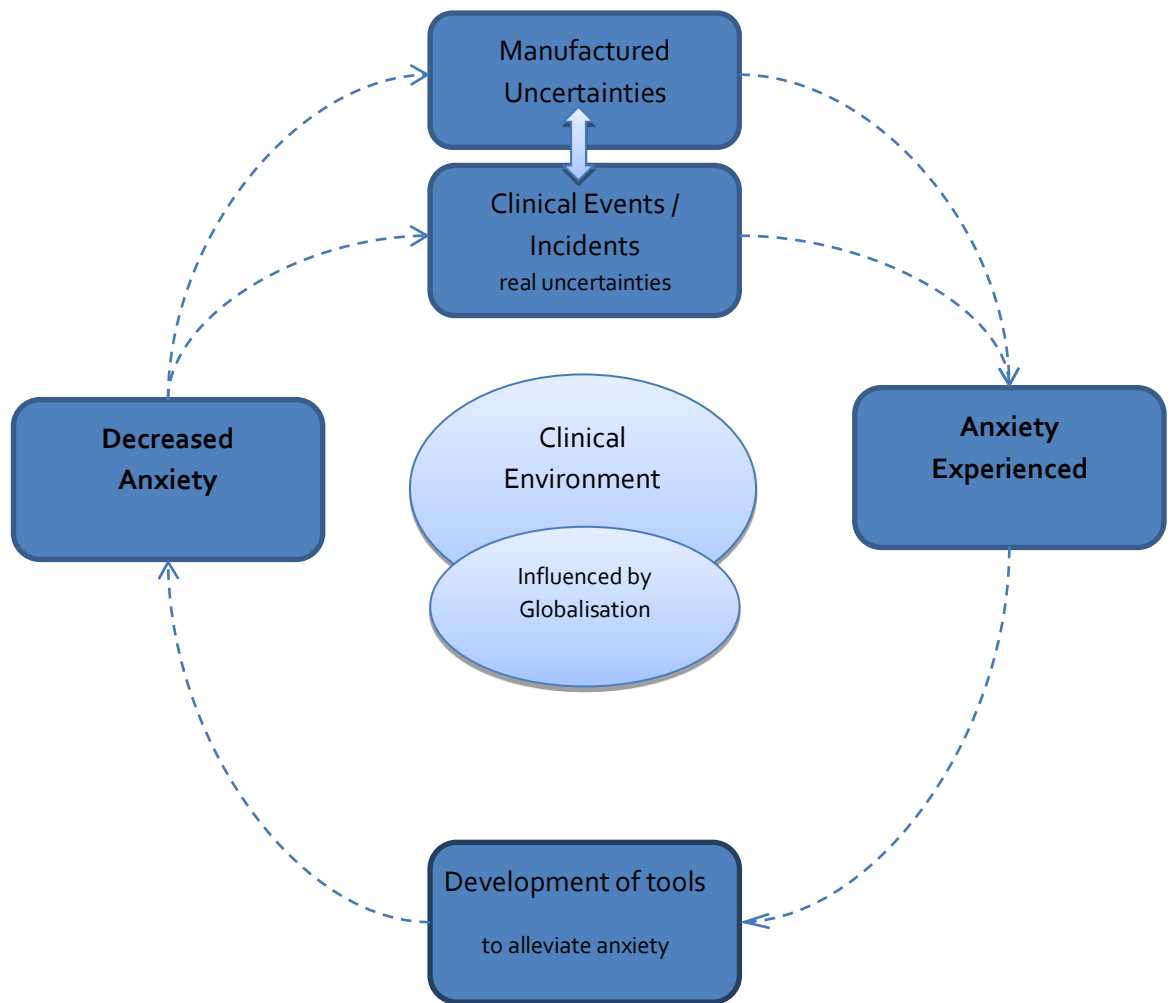 Manufactured
Uncertainties
Clinical Events /
Incidents
real uncertainties
Decreased
Anxiety
Clinical
Environment
Anxiety
Experienced
Influenced by
Globalisation
Development of tools
to alleviate anxiety